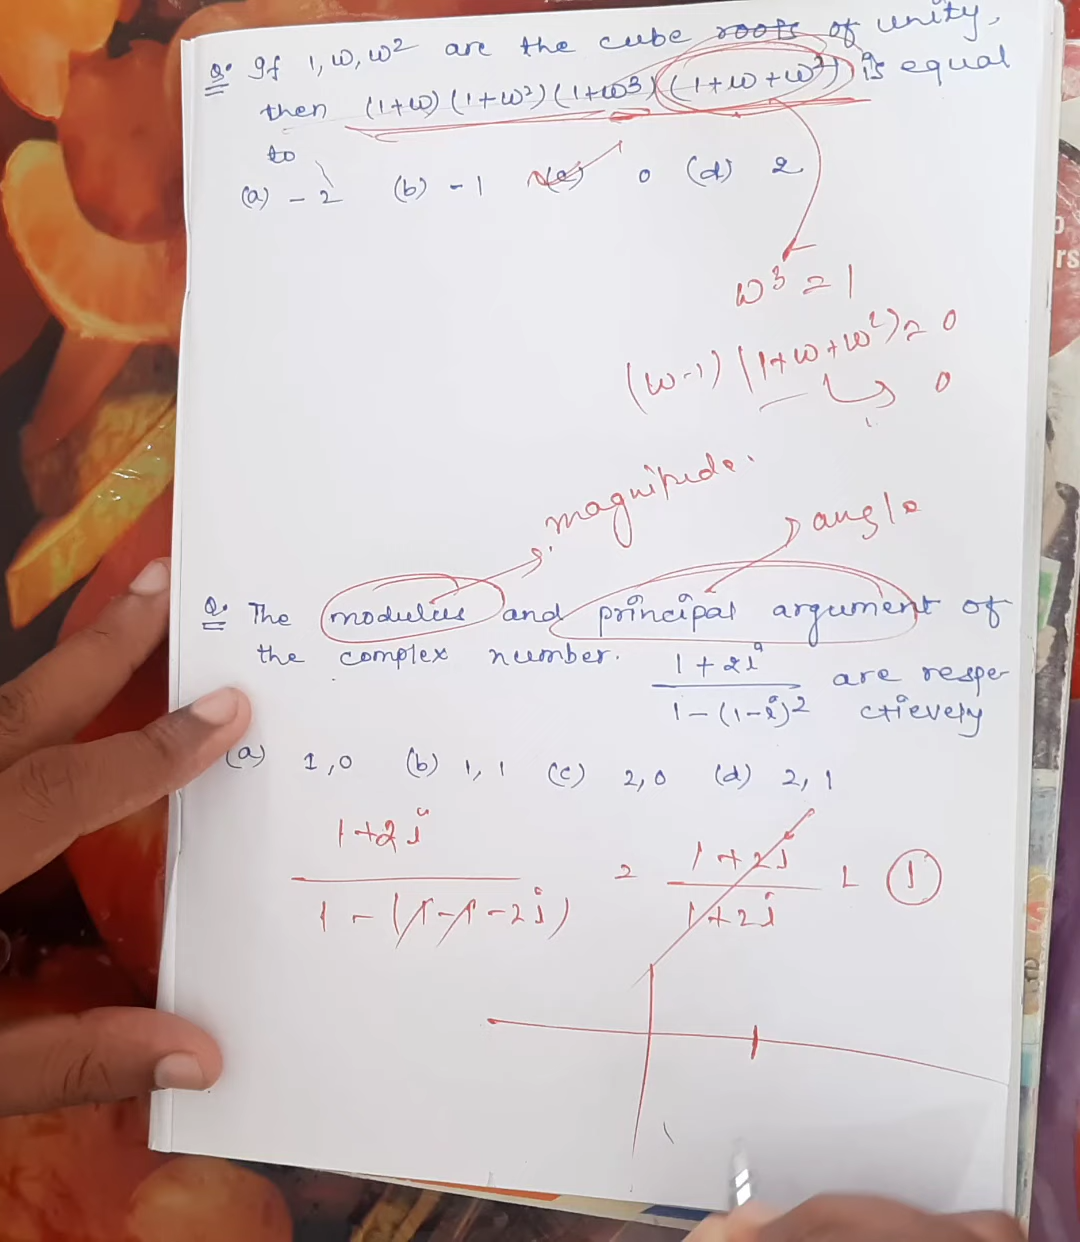 Q. If 1, ω, ω² are the cube roots of unity,
then (1+ω)(1+ω²)(1+ω³)(1+ω+ω²) is equal
to
(a) -2 (b) -1 (c) 0 (d) 2
ω³ = 1
(ω-1)(1+ω+ω²) = 0
0
magnitude.
angle
Q. The modulus and principal argument of
the complex number. 1+2i / 1-(1-i)² are respe-
ctievely
(a) 1,0 (b) 1,1 (c) 2,0 (d) 2,1
1+2i / 1-(1-1-2i) = 1+2i / 1+2i = 1